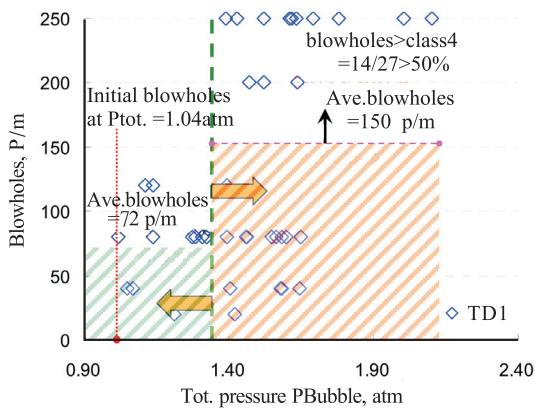 250
200
150
100
50
0
Blowholes, P/m
blowholes>class4
=14/27>50%
Initial blowholes
at Ptot. =1.04atm
Ave.blowholes
=150 p/m
Ave.blowholes
=72 p/m
TD1
0.90 1.40 1.90 2.40
Tot. pressure PBubble, atm